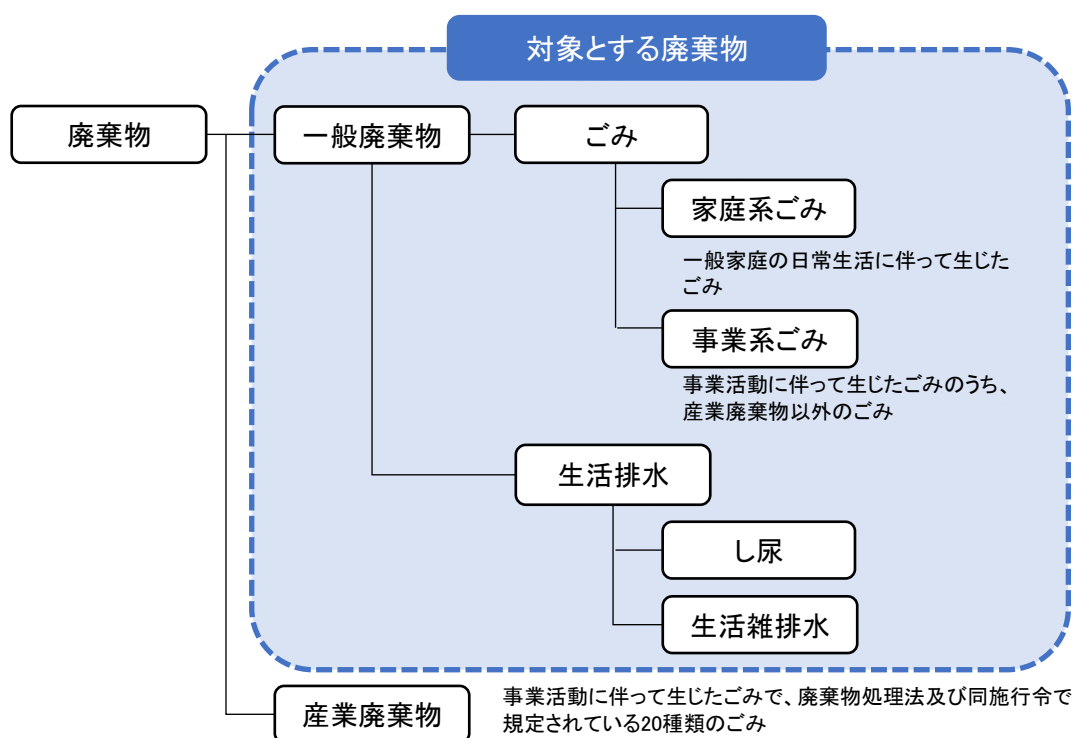 対象とする廃棄物
廃棄物
一般廃棄物
ごみ
家庭系ごみ
一般家庭の日常生活に伴って生じた
ごみ
事業系ごみ
事業活動に伴って生じたごみのうち、
産業廃棄物以外のごみ
生活排水
し尿
生活雑排水
産業廃棄物
事業活動に伴って生じたごみで、廃棄物処理法及び同施行令で
規定されている20種類のごみ